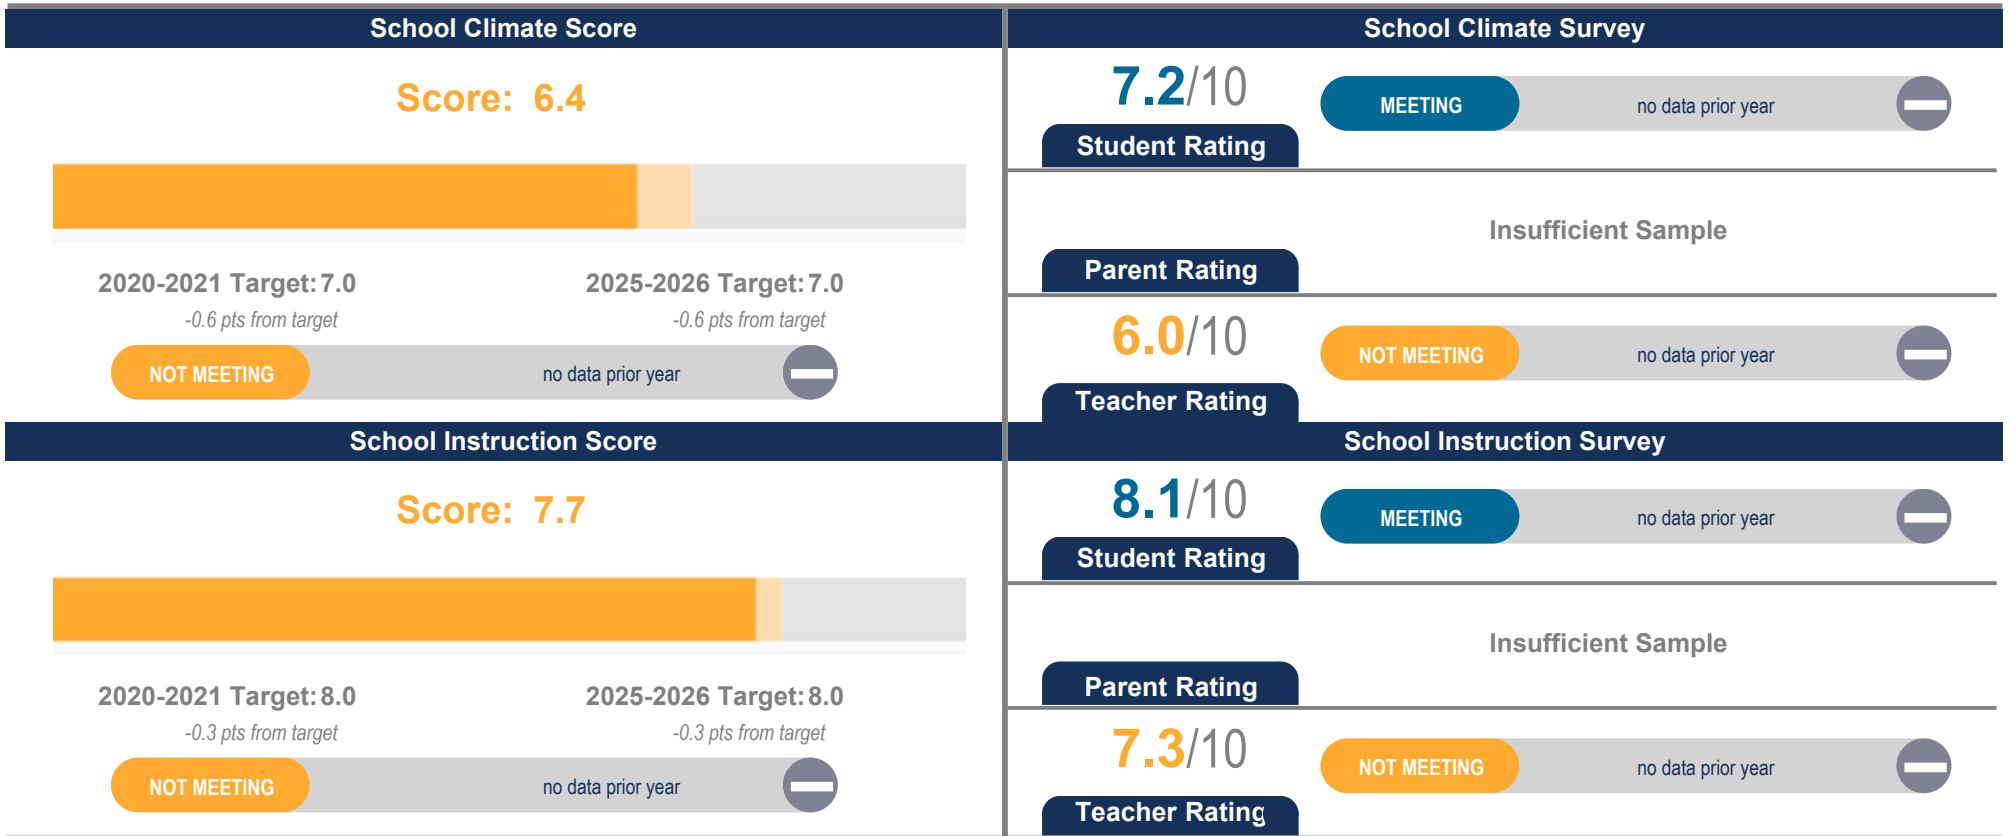 School Climate Score
Score: 6.4
2020-2021 Target: 7.0
2025-2026 Target: 7.0
-0.6 pts from target
-0.6 pts from target
NOT MEETING
no data prior year
School Climate Survey
7.2/10
MEETING
no data prior year
Student Rating
Insufficient Sample
Parent Rating
6.0/10
NOT MEETING
no data prior year
Teacher Rating
School Instruction Score
Score: 7.7
2020-2021 Target: 8.0
2025-2026 Target: 8.0
-0.3 pts from target
-0.3 pts from target
NOT MEETING
no data prior year
School Instruction Survey
8.1/10
MEETING
no data prior year
Student Rating
Insufficient Sample
Parent Rating
7.3/10
NOT MEETING
no data prior year
Teacher Rating